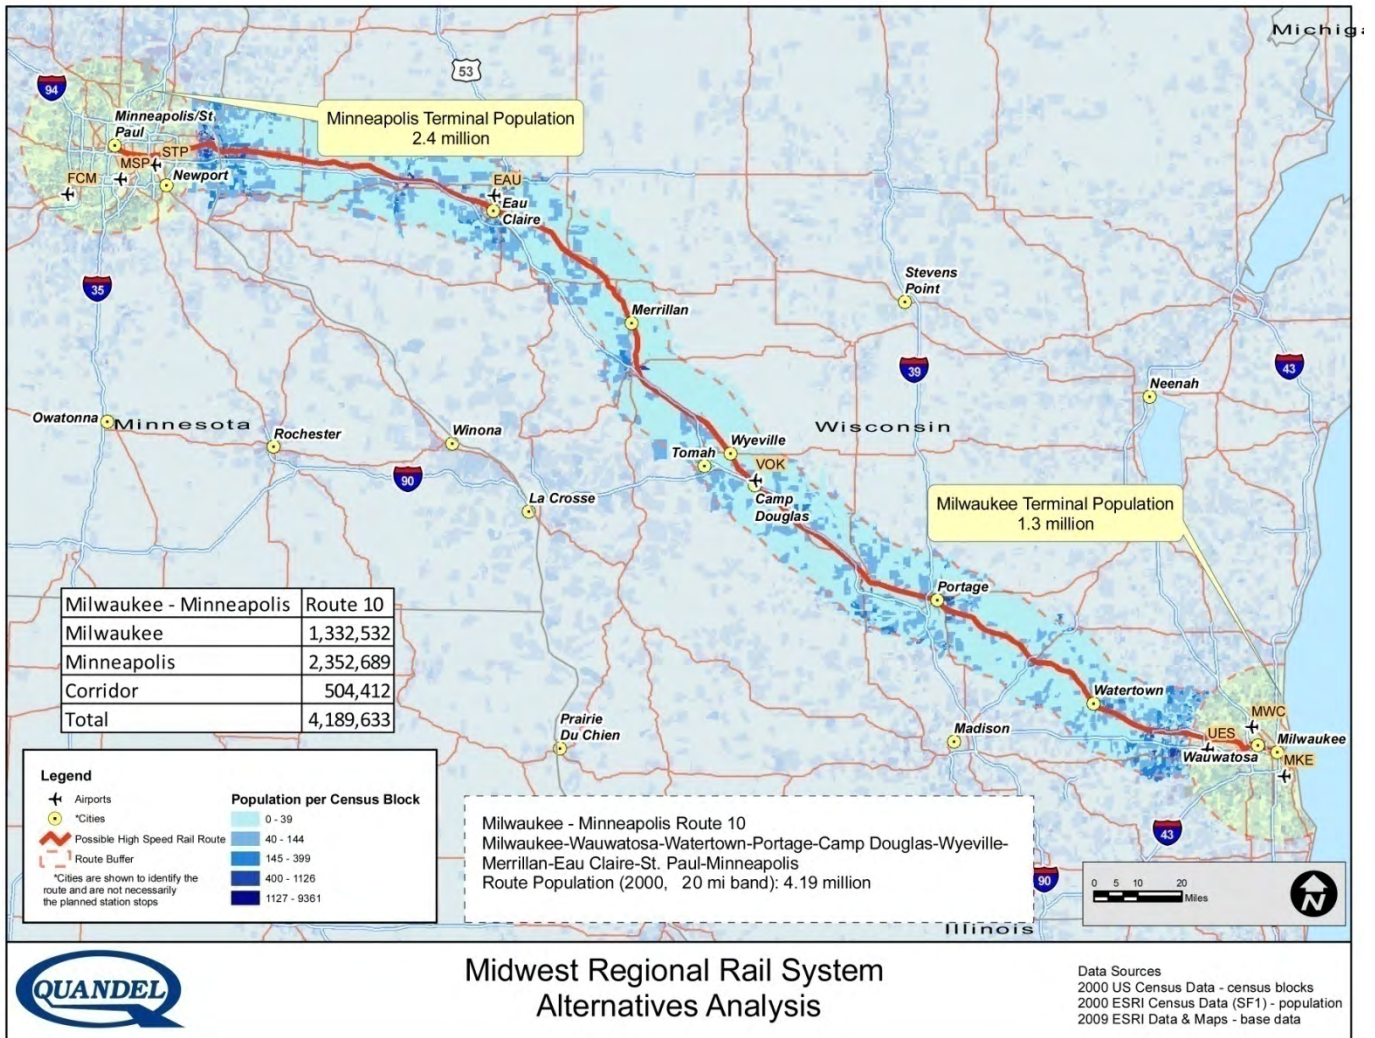 Michiga
53
94
Minneapolis Terminal Population
2.4 million
Minneapolis/St
Paul
STP
MSP
FCM
Newport
EAU
Eau
Claire
35
Stevens
Point
Merrillan
39
43
Neenah
Owatonna
Minnesota
Rochester
Winona
Wisconsin
Wyeville
Tomah
VOK
90
La Crosse
Camp
Douglas
Milwaukee Terminal Population
1.3 million
Portage
Milwaukee - Minneapolis Route 10
Milwaukee 1,332,532
Minneapolis 2,352,689
Corridor 504,412
Total 4,189,633
Watertown
Prairie
Du Chien
Madison
MWC
UES
Milwaukee
Wauwatosa
MKE
43
Legend
Airports
*Cities
Possible High Speed Rail Route
Route Buffer
*Cities are shown to identify the
route and are not necessarily
the planned station stops
Population per Census Block
0 - 39
40 - 144
145 - 399
400 - 1126
1127 - 9361
Milwaukee - Minneapolis Route 10
Milwaukee-Wauwatosa-Watertown-Portage-Camp Douglas-Wyeville-
Merrillan-Eau Claire-St. Paul-Minneapolis
Route Population (2000, 20 mi band): 4.19 million
90
0 5 10 20
Miles
N
Illinois
QUANDEL
Midwest Regional Rail System
Alternatives Analysis
Data Sources
2000 US Census Data - census blocks
2000 ESRI Census Data (SF1) - population
2009 ESRI Data & Maps - base data